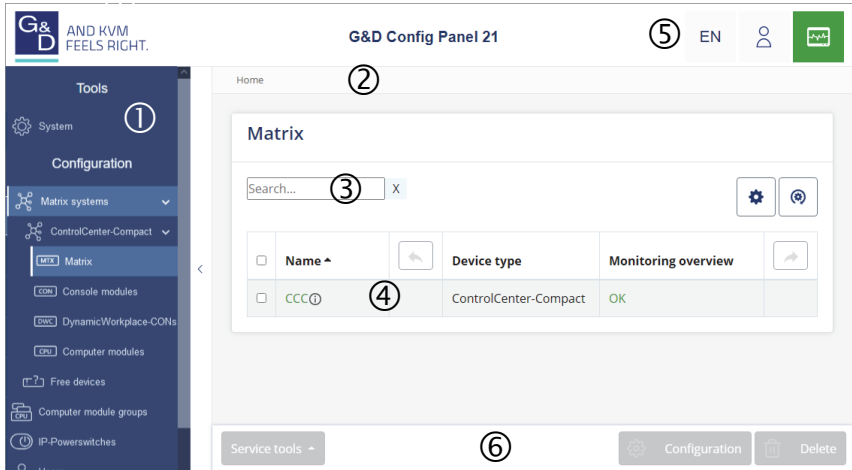 G&D
AND KVM
FEELS RIGHT.
G&D Config Panel 21
⑤
EN
Tools
①
System
Configuration
Matrix systems
ControlCenter-Compact
MTX Matrix
CON Console modules
DWC DynamicWorkplace-CONs
CPU Computer modules
Free devices
CPU Computer module groups
IP-Powerswitches
Home
②
Matrix
Search...
③
X
Name
Device type
Monitoring overview
CCC
④
ControlCenter-Compact
OK
Service tools
⑥
Configuration
Delete